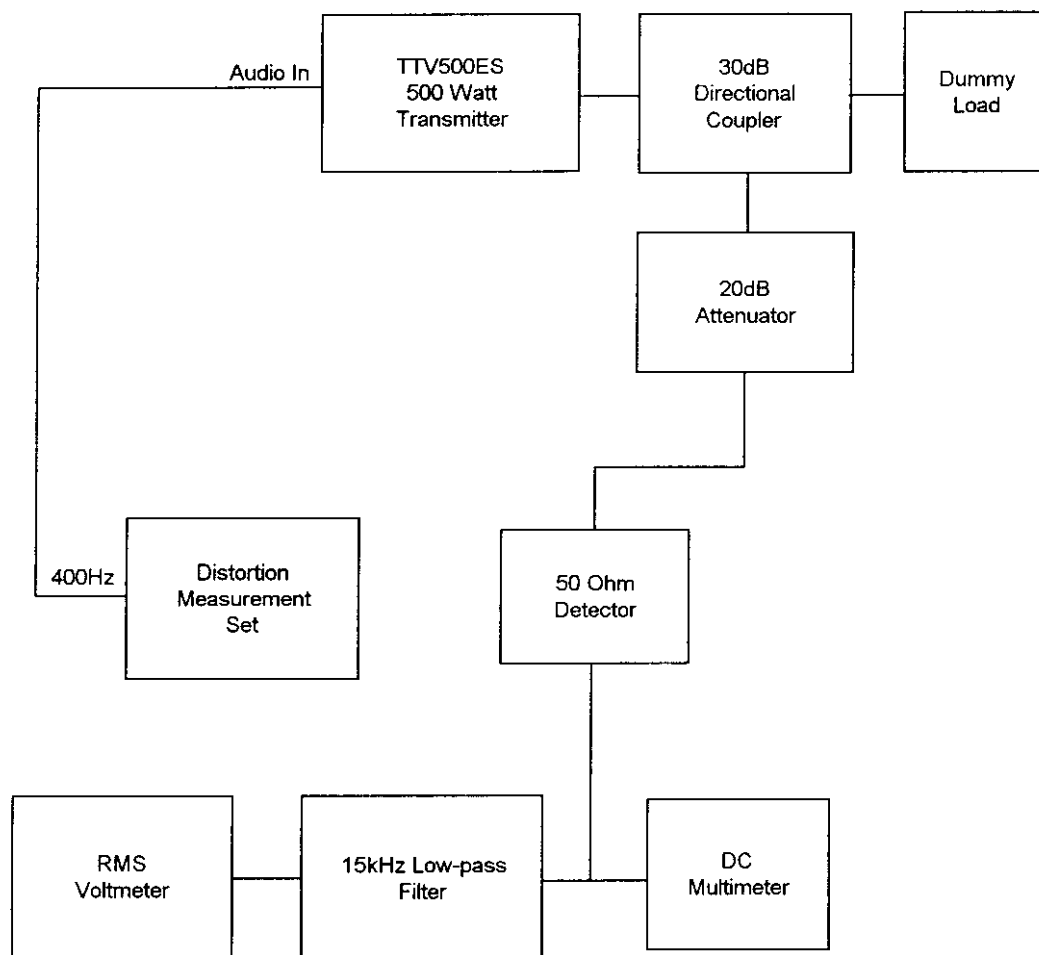 Audio In
TTV500ES
500 Watt
Transmitter
30dB
Directional
Coupler
Dummy
Load
20dB
Attenuator
400Hz
Distortion
Measurement
Set
50 Ohm
Detector
RMS
Voltmeter
15kHz Low-pass
Filter
DC
Multimeter